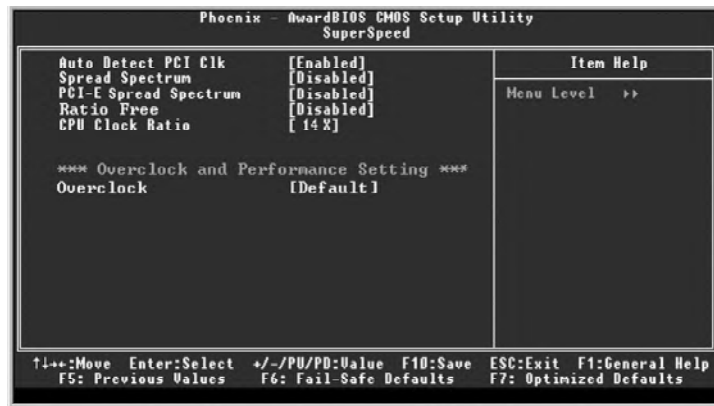 Phoenix - AwardBIOS CMOS Setup Utility
SuperSpeed
Auto Detect PCI Clk [Enabled]
Spread Spectrum [Disabled]
PCI-E Spread Spectrum [Disabled]
Ratio Free [Disabled]
CPU Clock Ratio [ 14 X]
*** Overclock and Performance Setting ***
Overclock [Default]
Item Help
Menu Level ▸▸
↑↓→←:Move Enter:Select +/-/PU/PD:Value F10:Save ESC:Exit F1:General Help
F5: Previous Values F6: Fail-Safe Defaults F7: Optimized Defaults